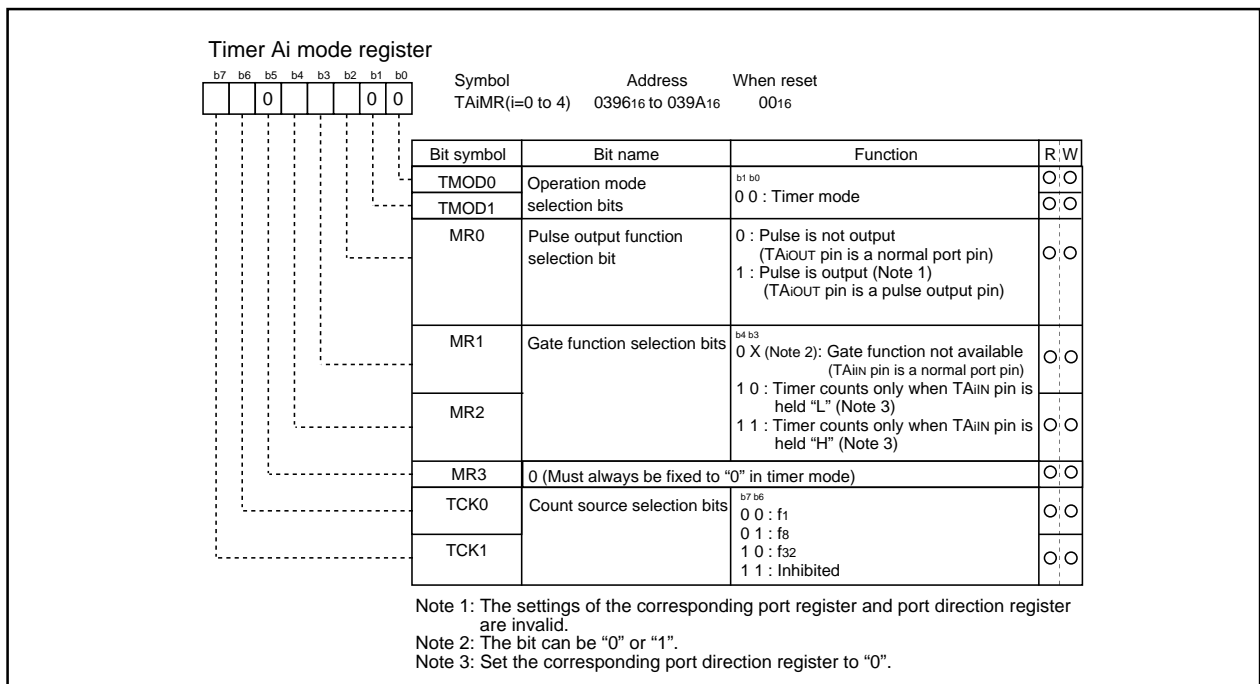 Timer Ai mode register
b7 b6 b5 b4 b3 b2 b1 b0
0 0 0
Symbol Address When reset
TAiMR(i=0 to 4) 039616 to 039A16 0016
Bit symbol Bit name Function R W
TMOD0 Operation mode selection bits
TMOD1
b1 b0
0 0 : Timer mode
MR0 Pulse output function selection bit
0 : Pulse is not output
(TAiOUT pin is a normal port pin)
1 : Pulse is output (Note 1)
(TAiOUT pin is a pulse output pin)
MR1 Gate function selection bits
MR2
b4 b3
0 X (Note 2): Gate function not available
(TAiIN pin is a normal port pin)
1 0 : Timer counts only when TAiIN pin is
held “L” (Note 3)
1 1 : Timer counts only when TAiIN pin is
held “H” (Note 3)
MR3 0 (Must always be fixed to “0” in timer mode)
TCK0 Count source selection bits
TCK1
b7 b6
0 0 : f1
0 1 : f8
1 0 : f32
1 1 : Inhibited
Note 1: The settings of the corresponding port register and port direction register
are invalid.
Note 2: The bit can be “0” or “1”.
Note 3: Set the corresponding port direction register to “0”.